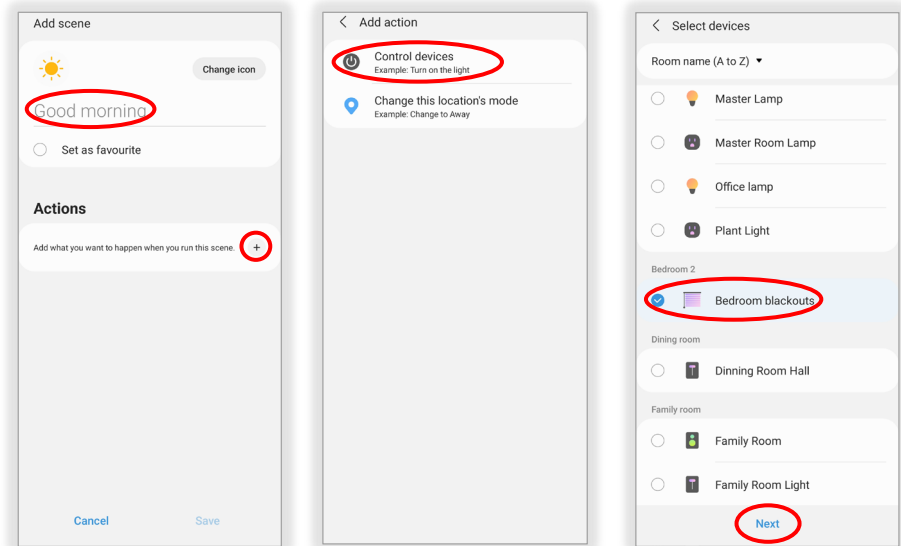 Add scene
Change icon
Good morning
Set as favourite
Actions
Add what you want to happen when you run this scene.
+
Cancel
Save
Add action
Control devices
Example: Turn on the light
Change this location's mode
Example: Change to Away
Select devices
Room name (A to Z) ▼
Master Lamp
Master Room Lamp
Office lamp
Plant Light
Bedroom 2
Bedroom blackouts
Dining room
Dinning Room Hall
Family room
Family Room
Family Room Light
Next